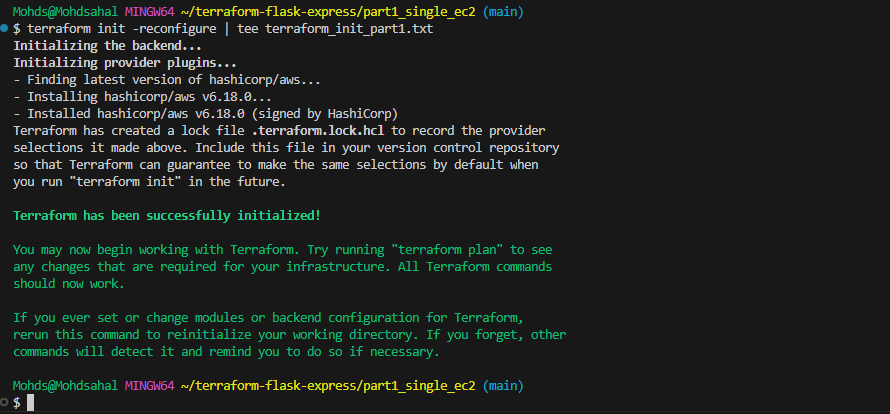 Mohds@Mohdsahal MINGW64 ~/terraform-flask-express/part1_single_ec2 (main)
$ terraform init -reconfigure | tee terraform_init_part1.txt
Initializing the backend...
Initializing provider plugins...
- Finding latest version of hashicorp/aws...
- Installing hashicorp/aws v6.18.0...
- Installed hashicorp/aws v6.18.0 (signed by HashiCorp)
Terraform has created a lock file .terraform.lock.hcl to record the provider
selections it made above. Include this file in your version control repository
so that Terraform can guarantee to make the same selections by default when
you run "terraform init" in the future.
Terraform has been successfully initialized!
You may now begin working with Terraform. Try running "terraform plan" to see
any changes that are required for your infrastructure. All Terraform commands
should now work.
If you ever set or change modules or backend configuration for Terraform,
rerun this command to reinitialize your working directory. If you forget, other
commands will detect it and remind you to do so if necessary.
Mohds@Mohdsahal MINGW64 ~/terraform-flask-express/part1_single_ec2 (main)
$